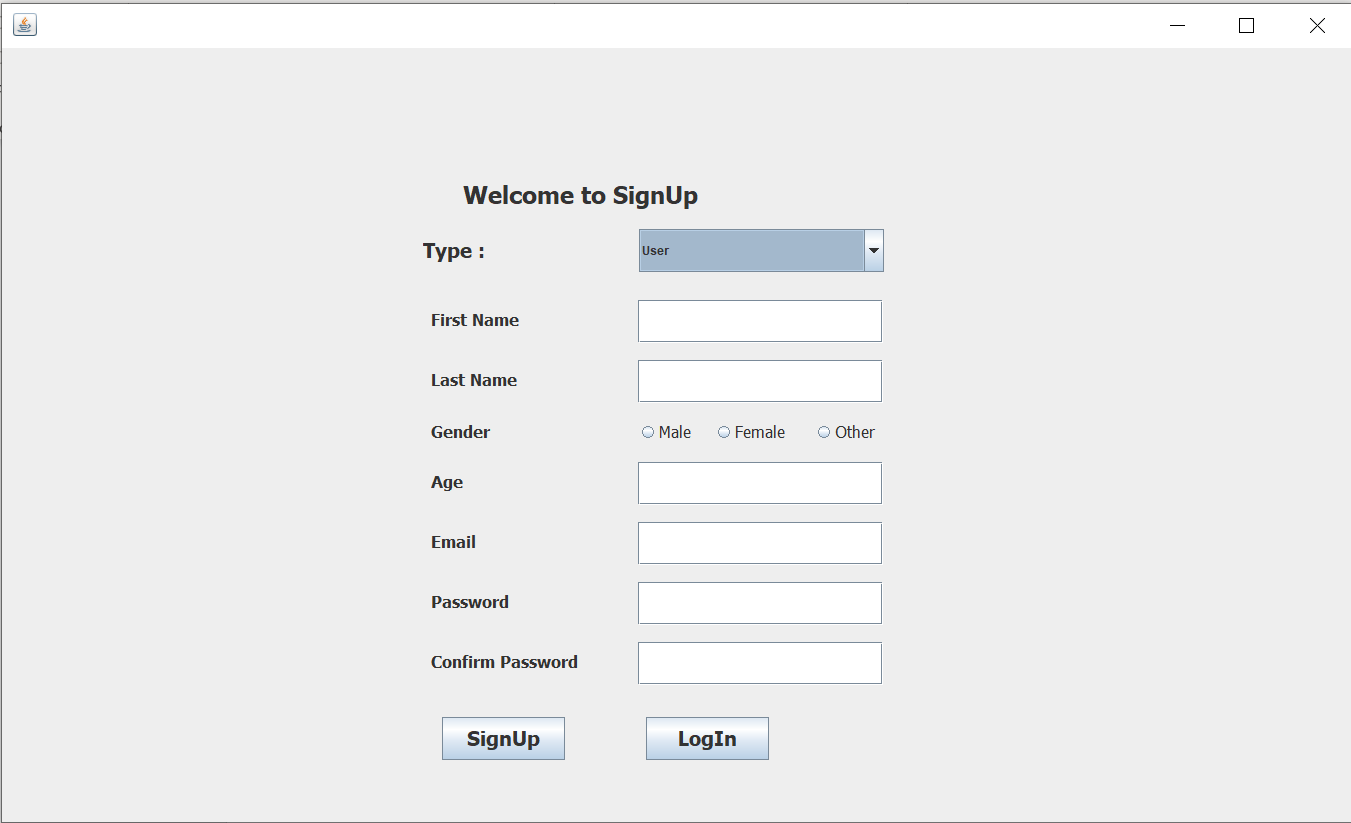 Welcome to SignUp
Type : User
First Name
Last Name
Gender Male Female Other
Age
Email
Password
Confirm Password
SignUp LogIn